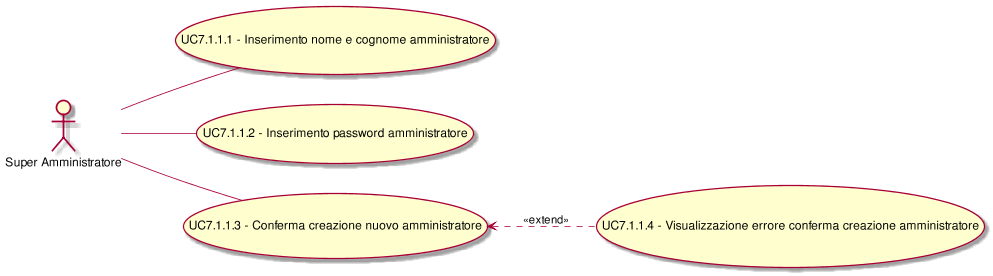 UC7.1.1.1 - Inserimento nome e cognome amministratore
Super Amministratore
UC7.1.1.2 - Inserimento password amministratore
UC7.1.1.3 - Conferma creazione nuovo amministratore
«extend»
UC7.1.1.4 - Visualizzazione errore conferma creazione amministratore